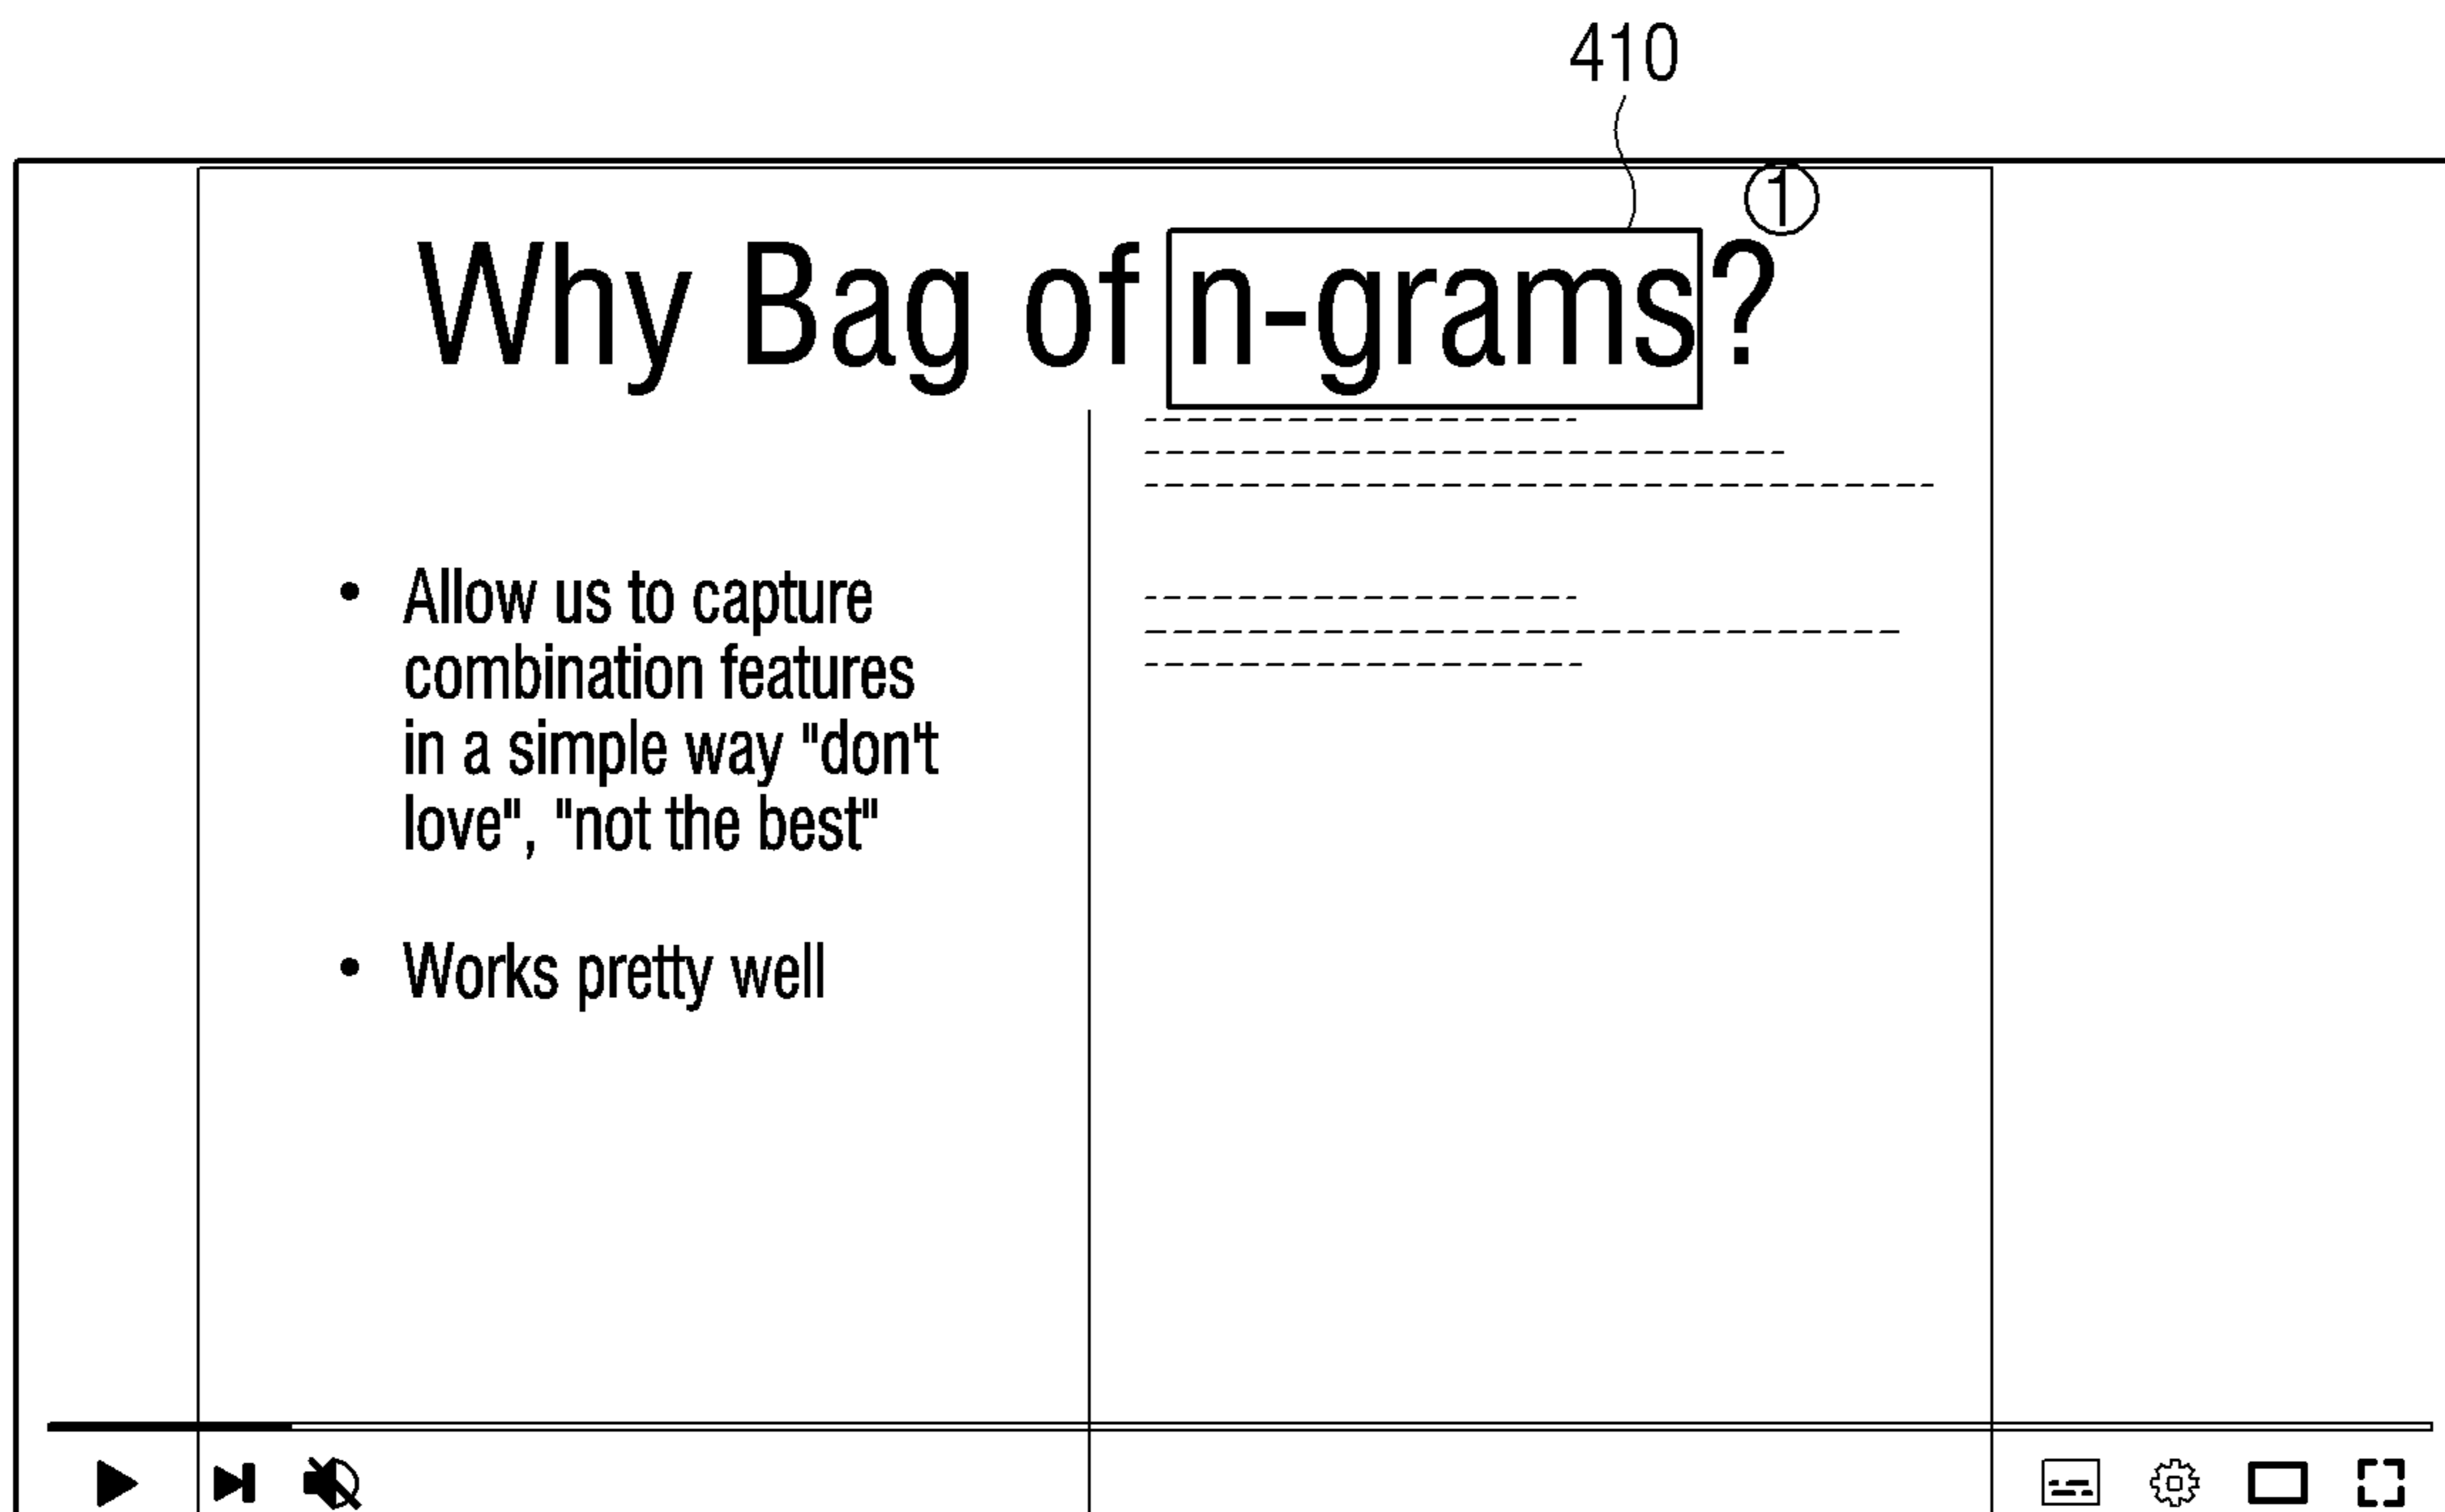 410
①
Why Bag of n-grams?
• Allow us to capture
combination features
in a simple way "don't
love", "not the best"
• Works pretty well